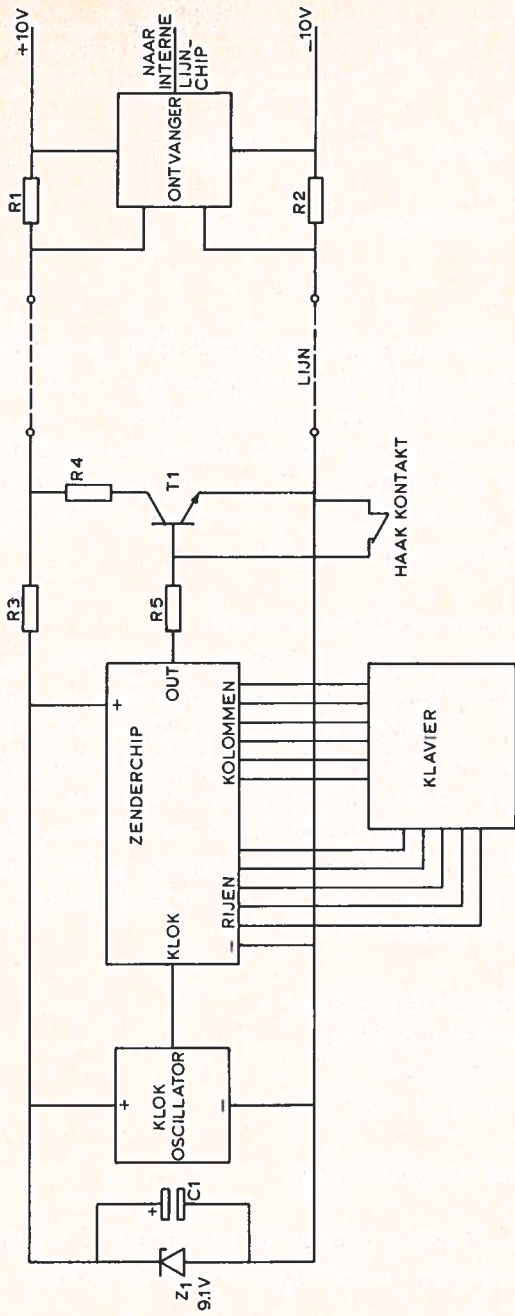 Z1
9.1V
+
C1
+
KLOK
OSCILLATOR
-
+
ZENDERCHIP
KLOK
OUT
- RIJEN
KOLOMMEN
KLAVIER
R3
R5
R4
T1
HAAK KONTAKT
LIJN
R1
+10V
ONTVANGER
NAAR
INTERNE
LIJN-
CHIP
R2
-10V